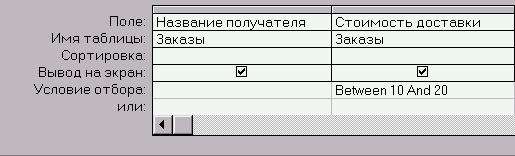 Поле: Название получателя Стоимость доставки
Имя таблицы: Заказы Заказы
Сортировка:
Вывод на экран:
Условие отбора: Between 10 And 20
или: